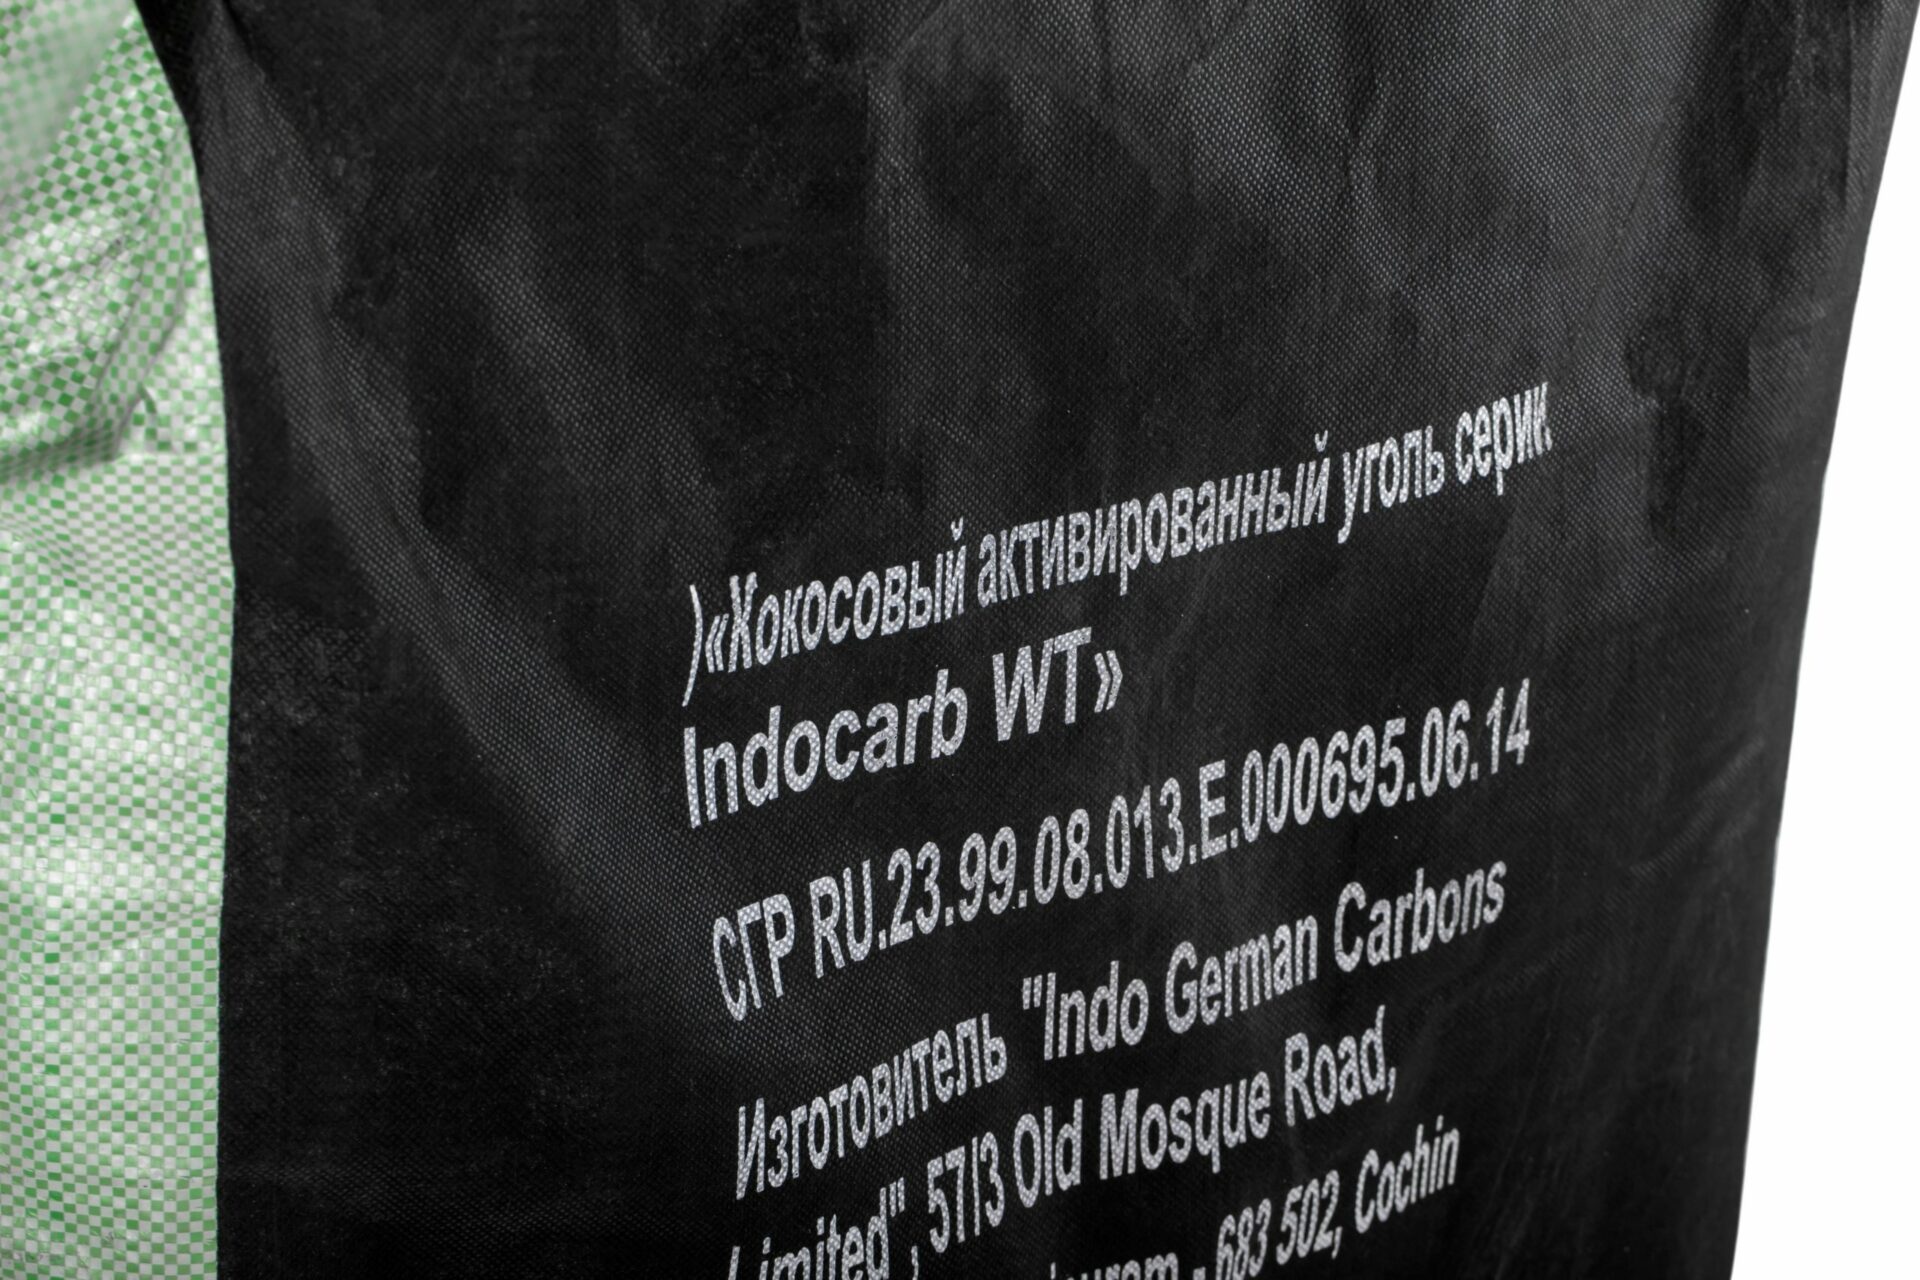 )«Хокосовый активированный уголь серии
Indocarb WT»
СГР RU.23.99.08.013.E.000695.06.14
Изготовитель "Indo German Carbons
Limited", 57/3 Old Mosque Road,
- 683 502, Cochin